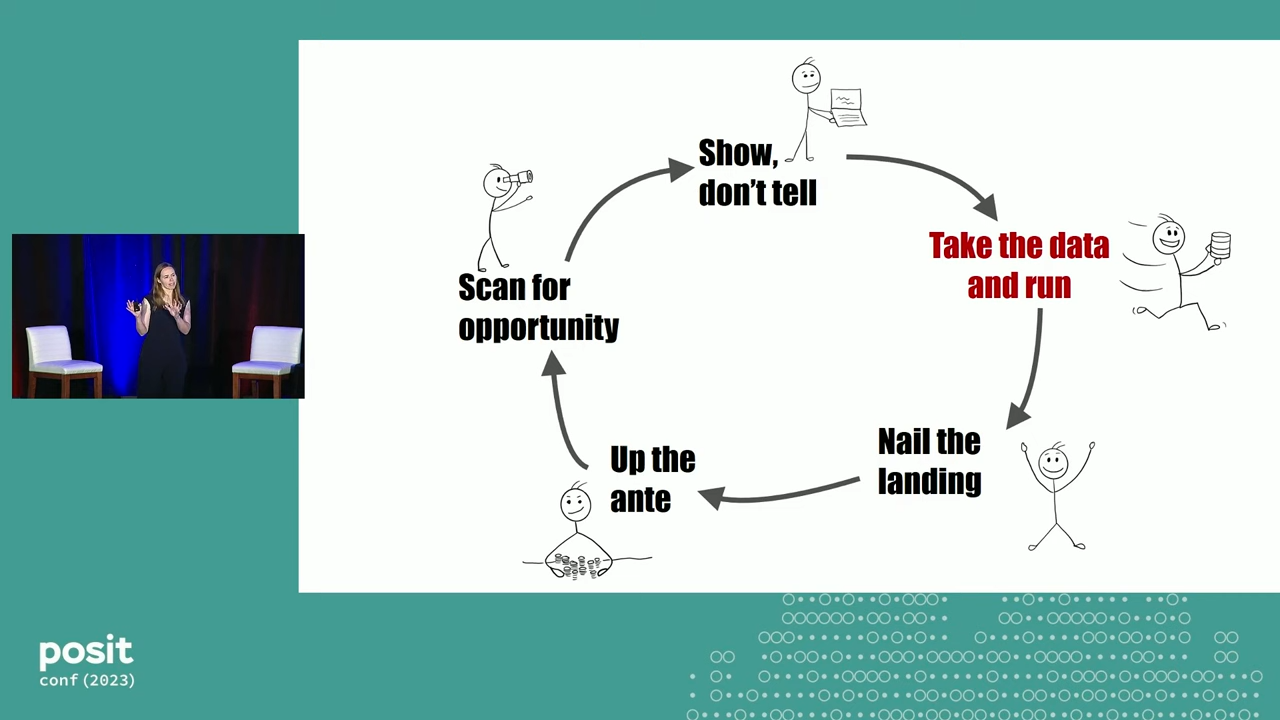 Show,
don't tell
Take the data
and run
Nail the
landing
Up the
ante
Scan for
opportunity
posit
conf(2023)